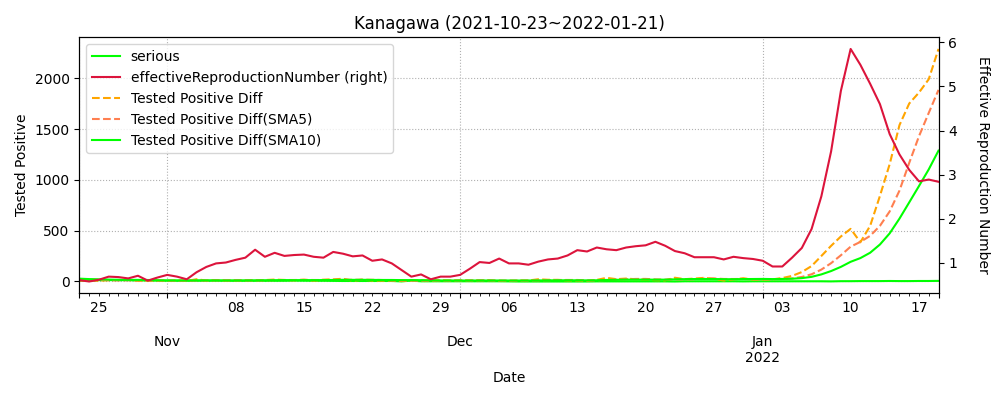 Kanagawa (2021-10-23~2022-01-21)
serious
effectiveReproductionNumber (right)
Tested Positive Diff
Tested Positive Diff(SMA5)
Tested Positive Diff(SMA10)
Tested Positive
2000
1500
1000
500
0
Effective Reproduction Number
6
5
4
3
2
1
25 08 15 22 29 06 13 20 27 03 10 17
Nov Dec Jan
2022
Date